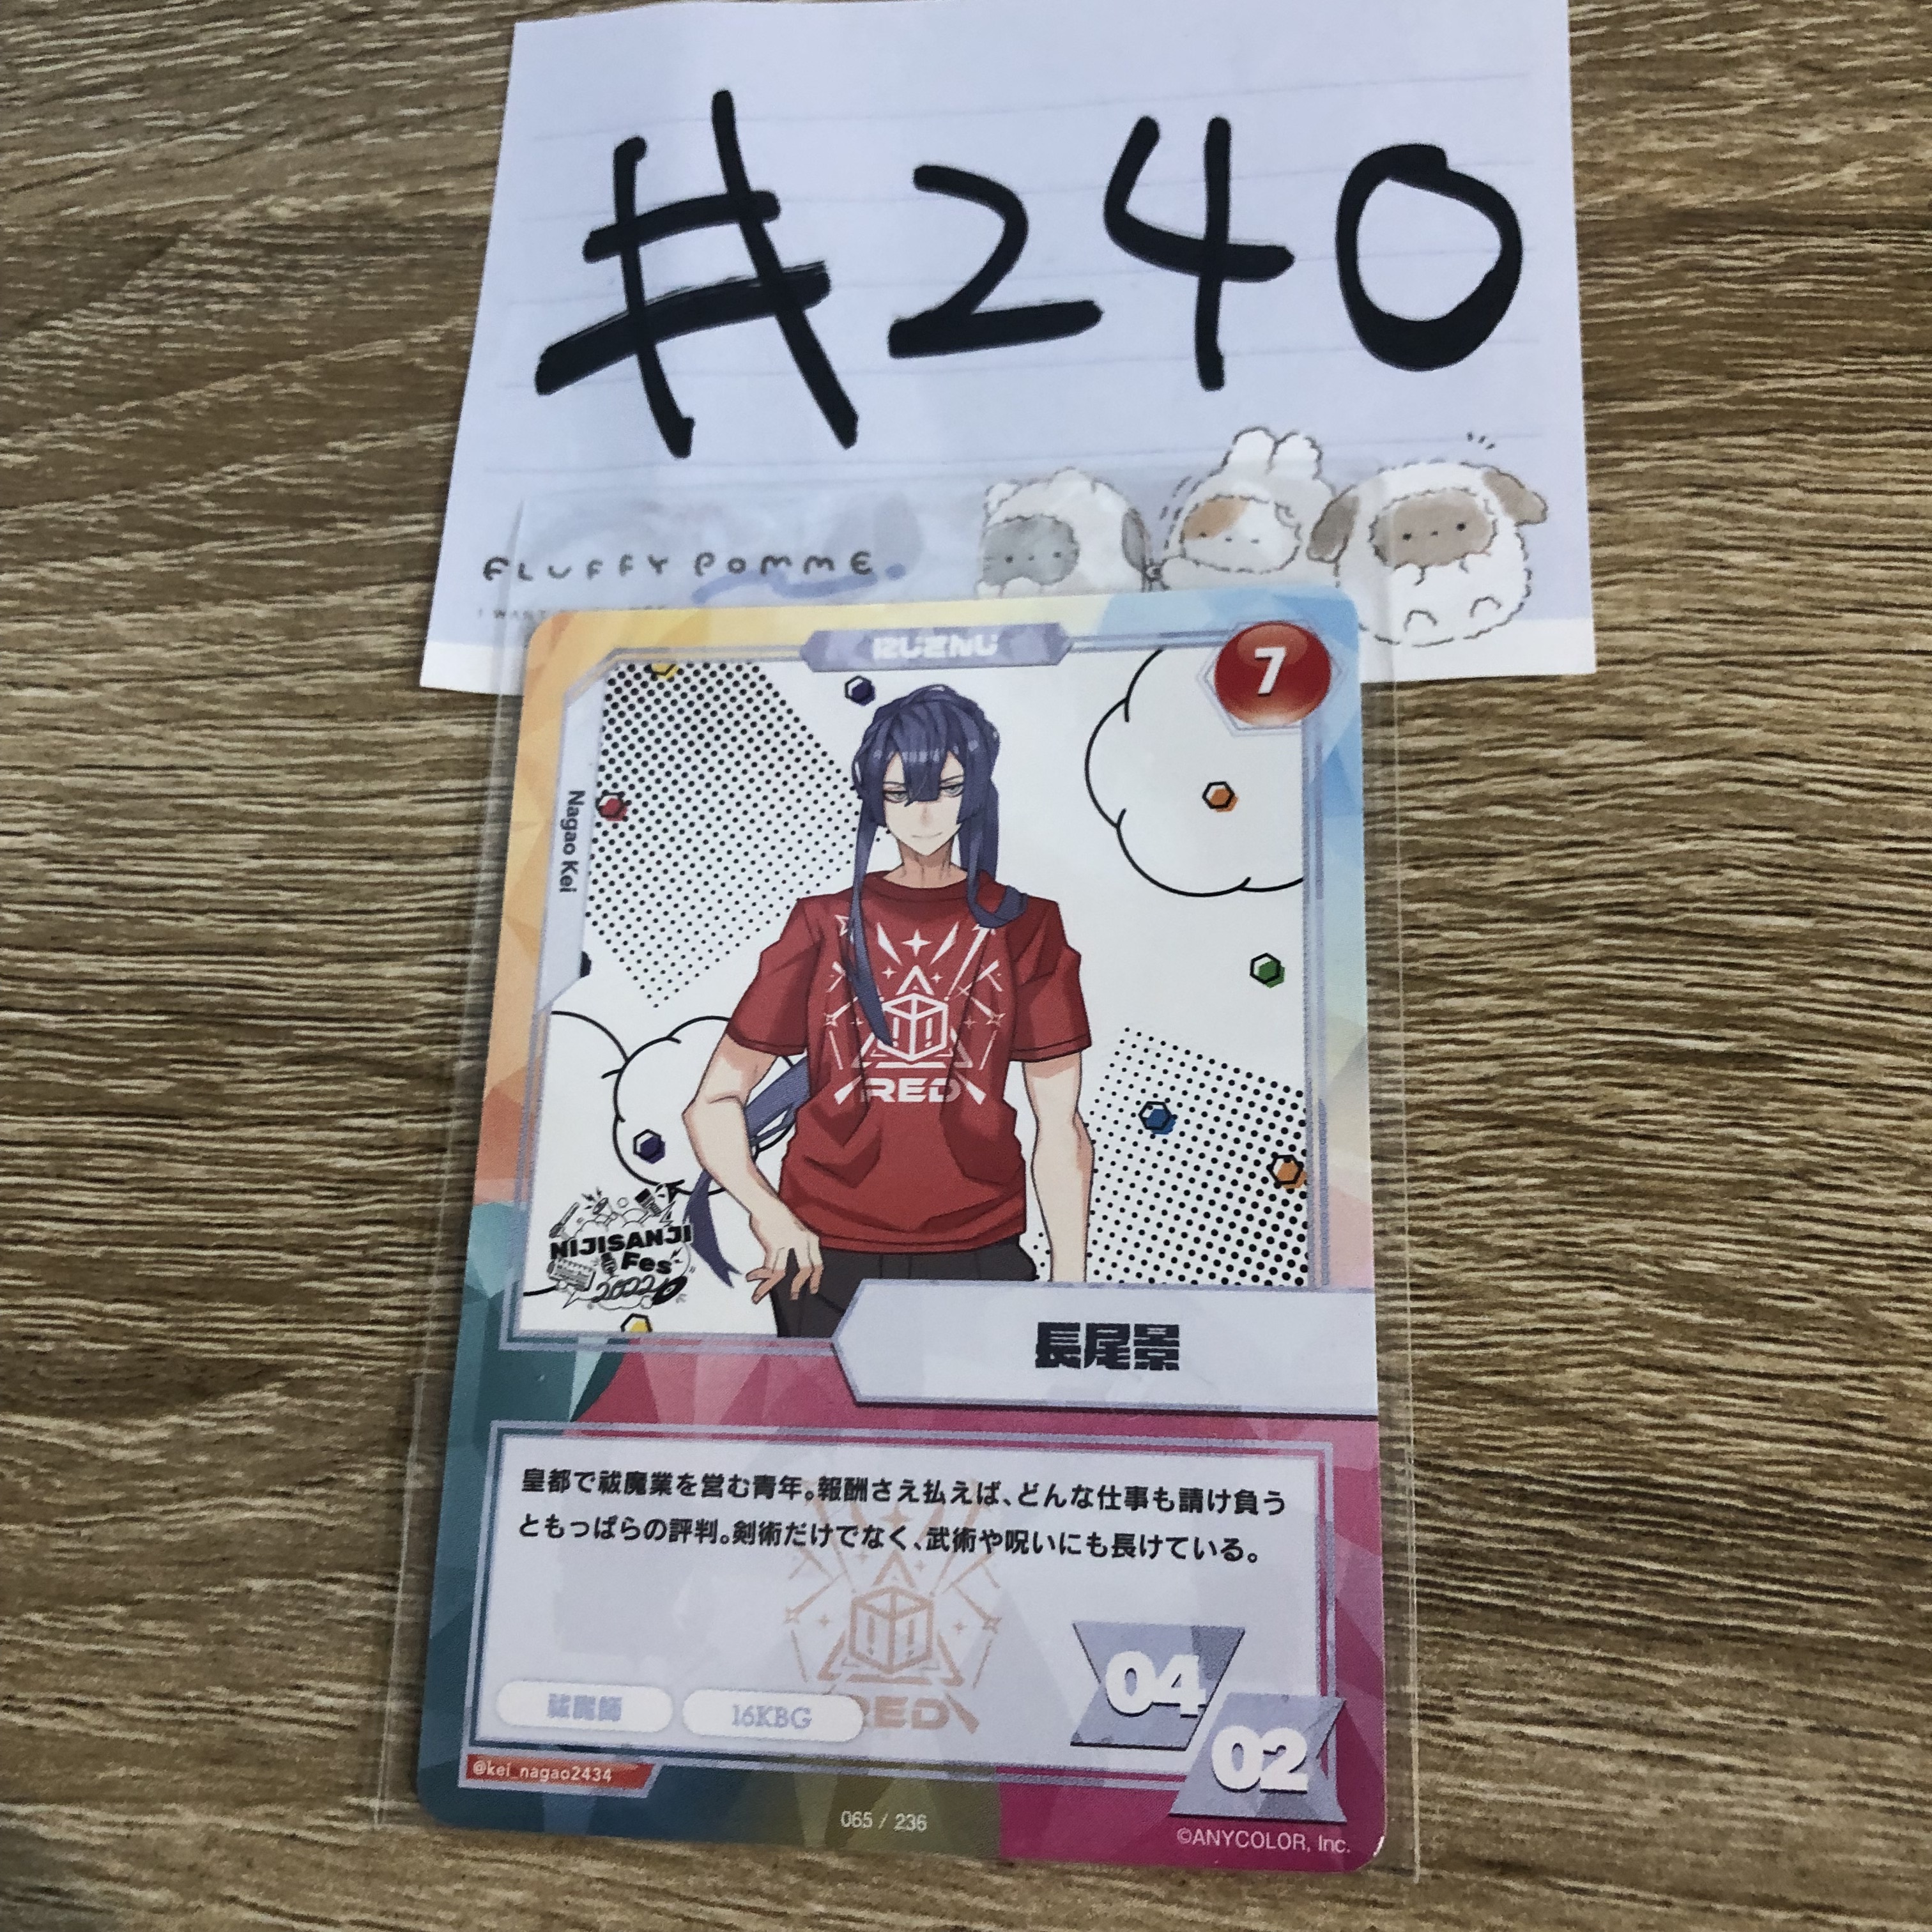 #240
FLUFFY POMME.
にじさんじ
7
Nagao Kei
RED
NIJISANJI
Fes
2022
長尾景
皇都で祓魔業を営む青年。報酬さえ払えば、どんな仕事も請け負う
ともっぱらの評判。剣術だけでなく、武術や呪いにも長けている。
RED
04
祓魔師
16KBG
02
@kei_nagao2434
065 / 236
©ANYCOLOR, Inc.